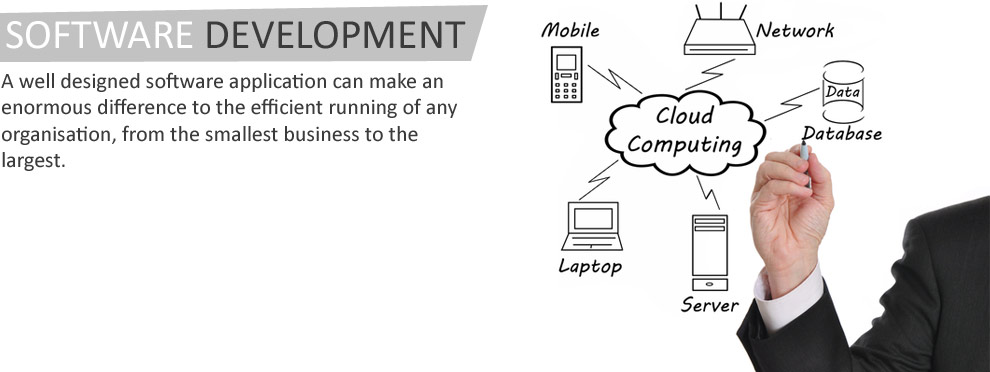 SOFTWARE DEVELOPMENT
A well designed software application can make an
enormous difference to the efficient running of any
organisation, from the smallest business to the
largest.
Mobile
Network
Data
Database
Cloud
Computing
Laptop
Server